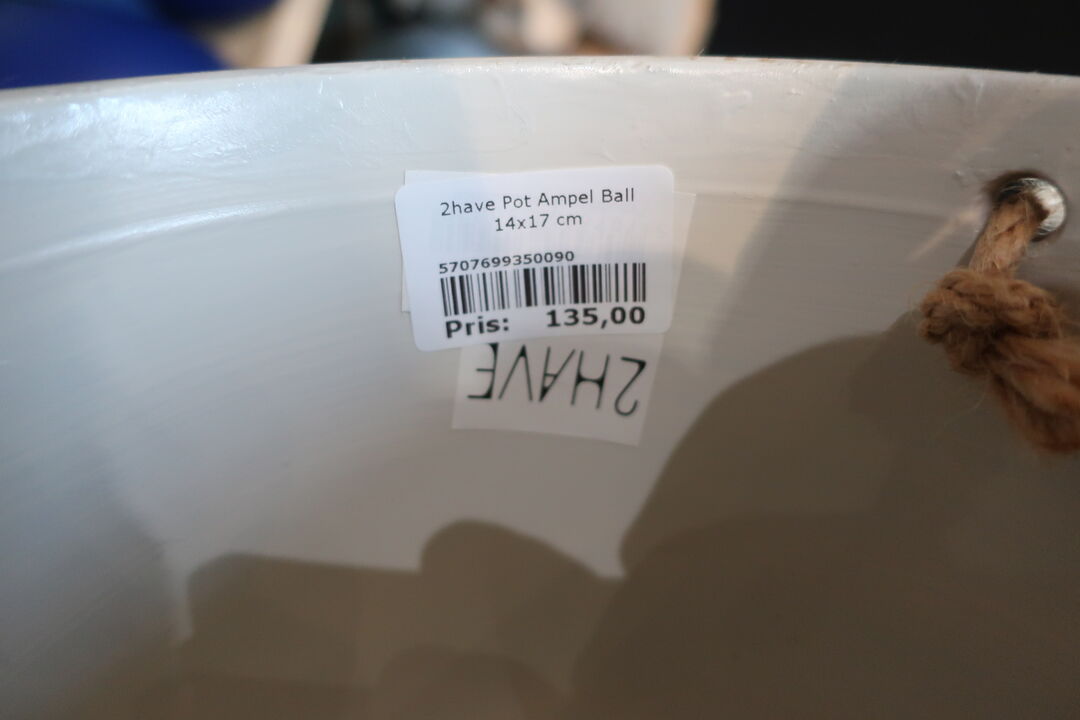 2have Pot Ampel Ball
14x17 cm
5707699350090
Pris: 135,00
2HAVE